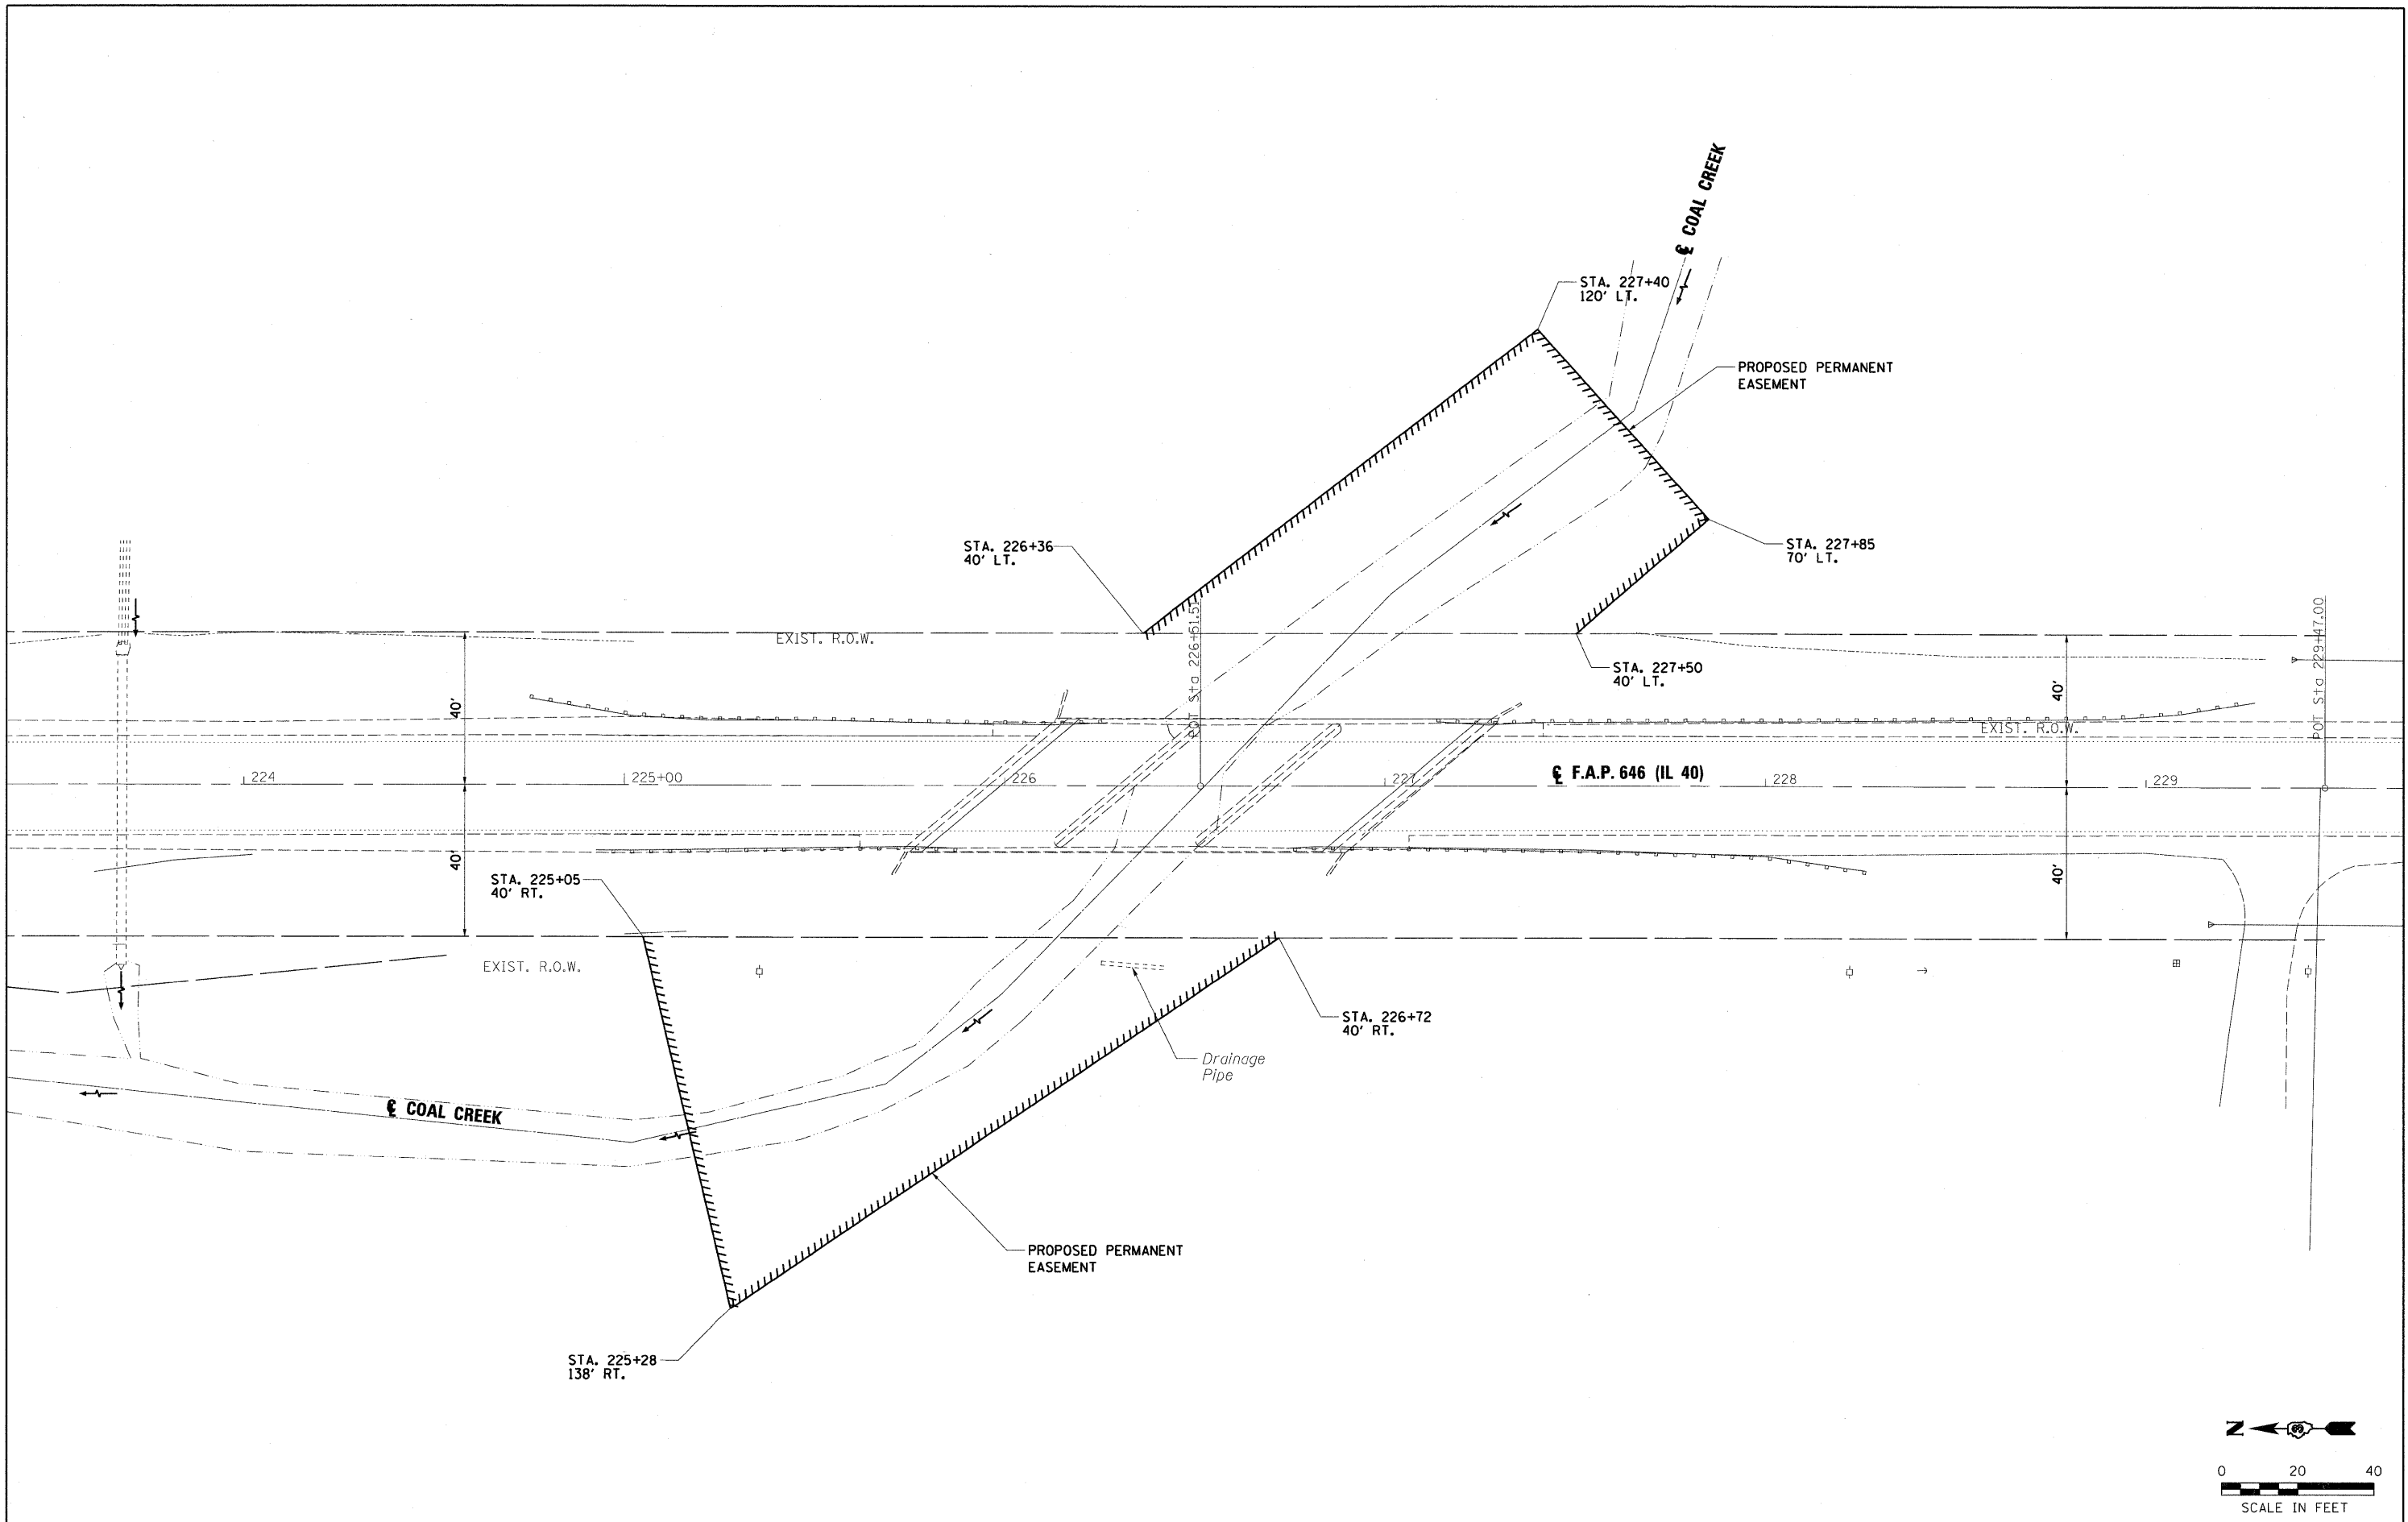 ℄ COAL CREEK
STA. 227+40
120' LT.
PROPOSED PERMANENT
EASEMENT
STA. 226+36
40' LT.
STA. 227+85
70' LT.
EXIST. R.O.W.
POT Sta 226+51.51
POT Sta 229+47.00
STA. 227+50
40' LT.
40'
40'
EXIST. R.O.W.
224
225+00
226
227
℄ F.A.P. 646 (IL 40)
228
229
40'
40'
STA. 225+05
40' RT.
EXIST. R.O.W.
STA. 226+72
40' RT.
Drainage
Pipe
℄ COAL CREEK
PROPOSED PERMANENT
EASEMENT
STA. 225+28
138' RT.
N
0 20 40
SCALE IN FEET